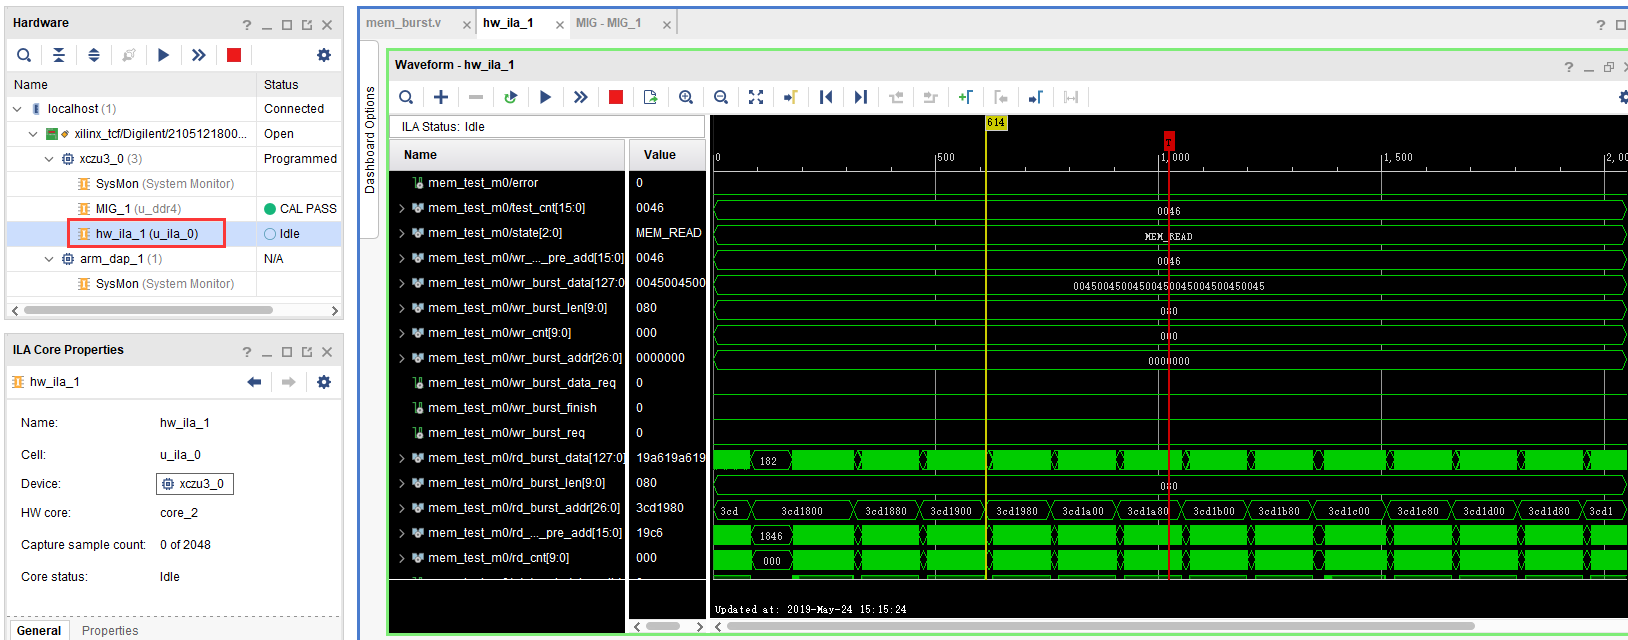 Hardware
Name Status
localhost (1) Connected
xilinx_tcf/Digilent/2105121800... Open
xczu3_0 (3) Programmed
SysMon (System Monitor)
MIG_1 (u_ddr4) CAL PASS
hw_ila_1 (u_ila_0) Idle
arm_dap_1 (1) N/A
SysMon (System Monitor)
ILA Core Properties
hw_ila_1
Name: hw_ila_1
Cell: u_ila_0
Device: xczu3_0
HW core: core_2
Capture sample count: 0 of 2048
Core status: Idle
General Properties
mem_burst.v hw_ila_1 MIG - MIG_1
Dashboard Options
Waveform - hw_ila_1
ILA Status: Idle
Name Value
614
T
0 500 1,000 1,500 2,0
mem_test_m0/error 0
mem_test_m0/test_cnt[15:0] 0046 0046
mem_test_m0/state[2:0] MEM_READ MEM_READ
mem_test_m0/wr_..._pre_add[15:0] 0046 0046
mem_test_m0/wr_burst_data[127:0 0045004500 00450045004500450045004500450045
mem_test_m0/wr_burst_len[9:0] 080 080
mem_test_m0/wr_cnt[9:0] 000 000
mem_test_m0/wr_burst_addr[26:0] 0000000 0000000
mem_test_m0/wr_burst_data_req 0
mem_test_m0/wr_burst_finish 0
mem_test_m0/wr_burst_req 0
mem_test_m0/rd_burst_data[127:0] 19a619a619 182
mem_test_m0/rd_burst_len[9:0] 080 080
mem_test_m0/rd_burst_addr[26:0] 3cd1980 3cd 3cd1800 3cd1880 3cd1900 3cd1980 3cd1a00 3cd1a80 3cd1b00 3cd1b80 3cd1c00 3cd1c80 3cd1d00 3cd1d80 3cd1
mem_test_m0/rd_..._pre_add[15:0] 19c6 1846
mem_test_m0/rd_cnt[9:0] 000 000
Updated at: 2019-May-24 15:15:24